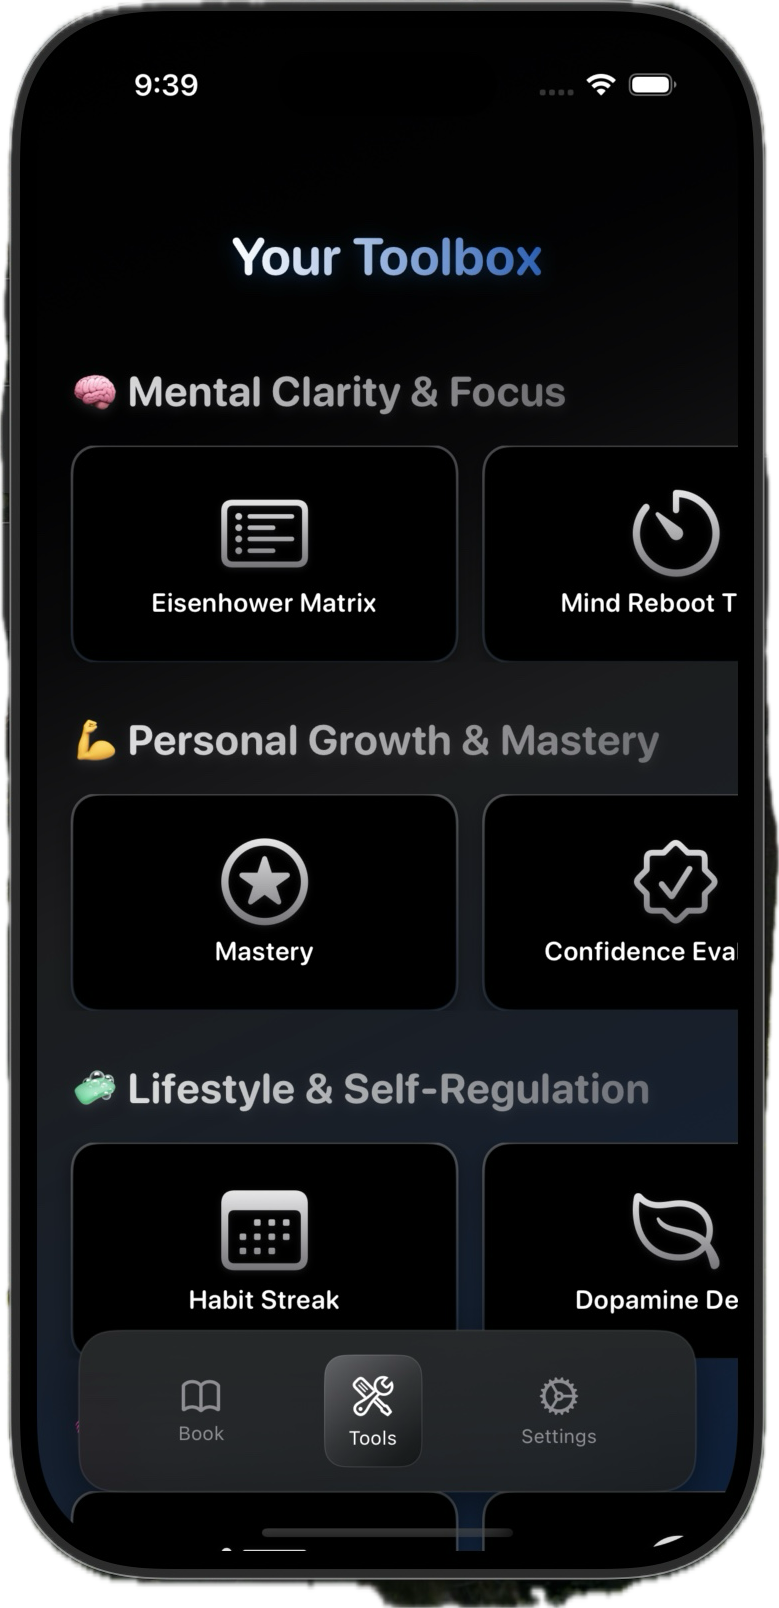 9:39
Your Toolbox
Mental Clarity & Focus
Eisenhower Matrix
Mind Reboot T
Personal Growth & Mastery
Mastery
Confidence Eva
Lifestyle & Self-Regulation
Habit Streak
Dopamine De
Book
Tools
Settings